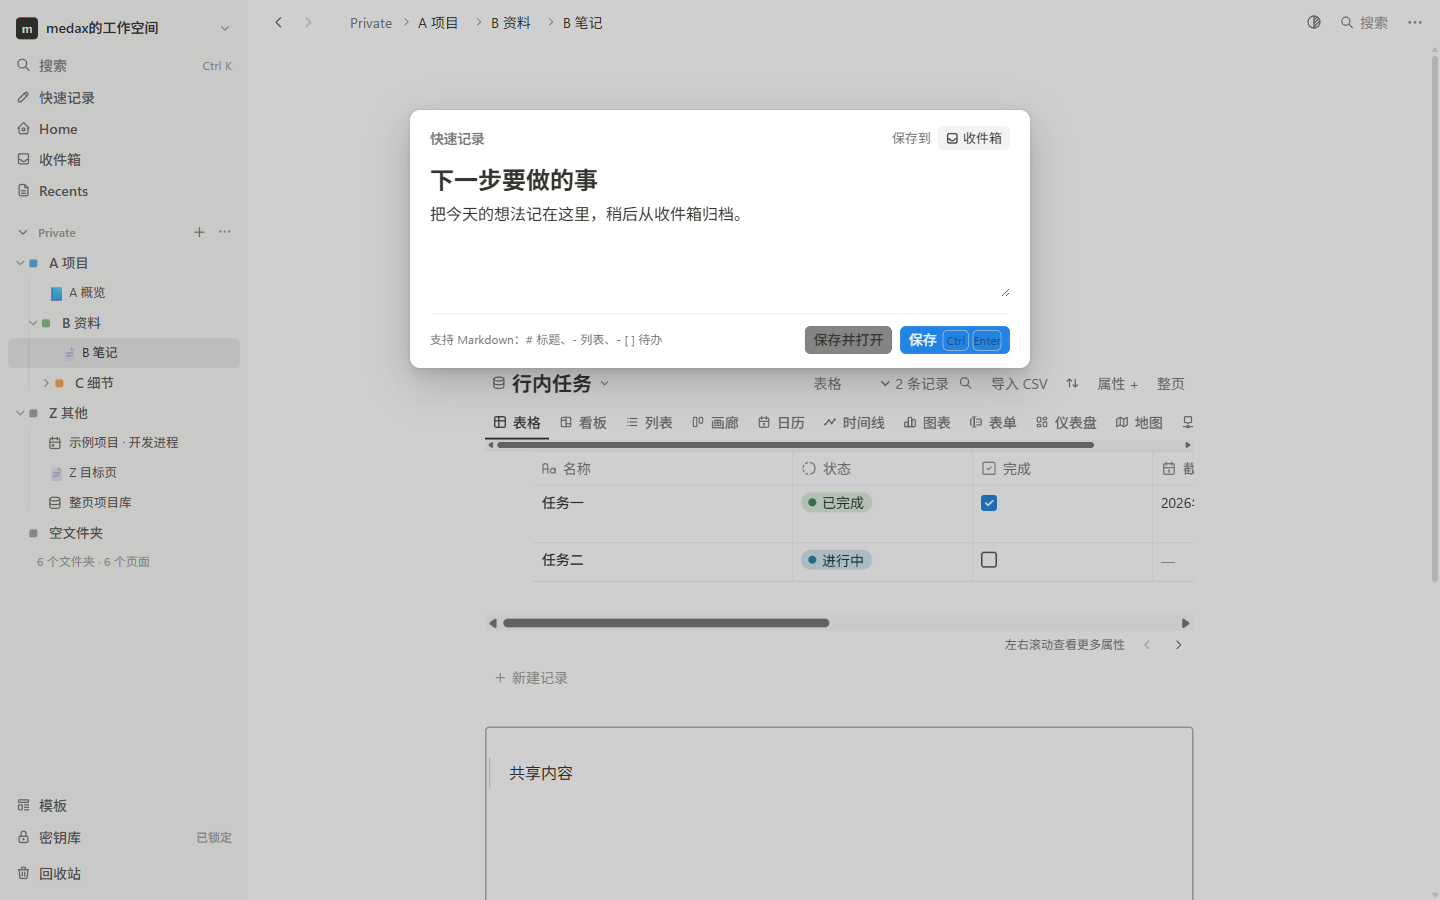 m medax的工作空间
搜索 Ctrl K
快速记录
Home
收件箱
Recents
Private
A 项目
A 概览
B 资料
B 笔记
C 细节
Z 其他
示例项目 · 开发进程
Z 目标页
整页项目库
空文件夹
6 个文件夹 · 6 个页面
模板
密钥库 已锁定
回收站
Private A 项目 B 资料 B 笔记
搜索
快速记录 保存到 收件箱
下一步要做的事
把今天的想法记在这里，稍后从收件箱归档。
支持 Markdown：# 标题、- 列表、- [ ] 待办 保存并打开 保存 Ctrl Enter
行内任务 表格 2 条记录 导入 CSV 属性 + 整页
表格 看板 列表 画廊 日历 时间线 图表 表单 仪表盘 地图
Aa 名称 状态 完成
任务一 已完成 2026
任务二 进行中 —
左右滚动查看更多属性
+ 新建记录
共享内容